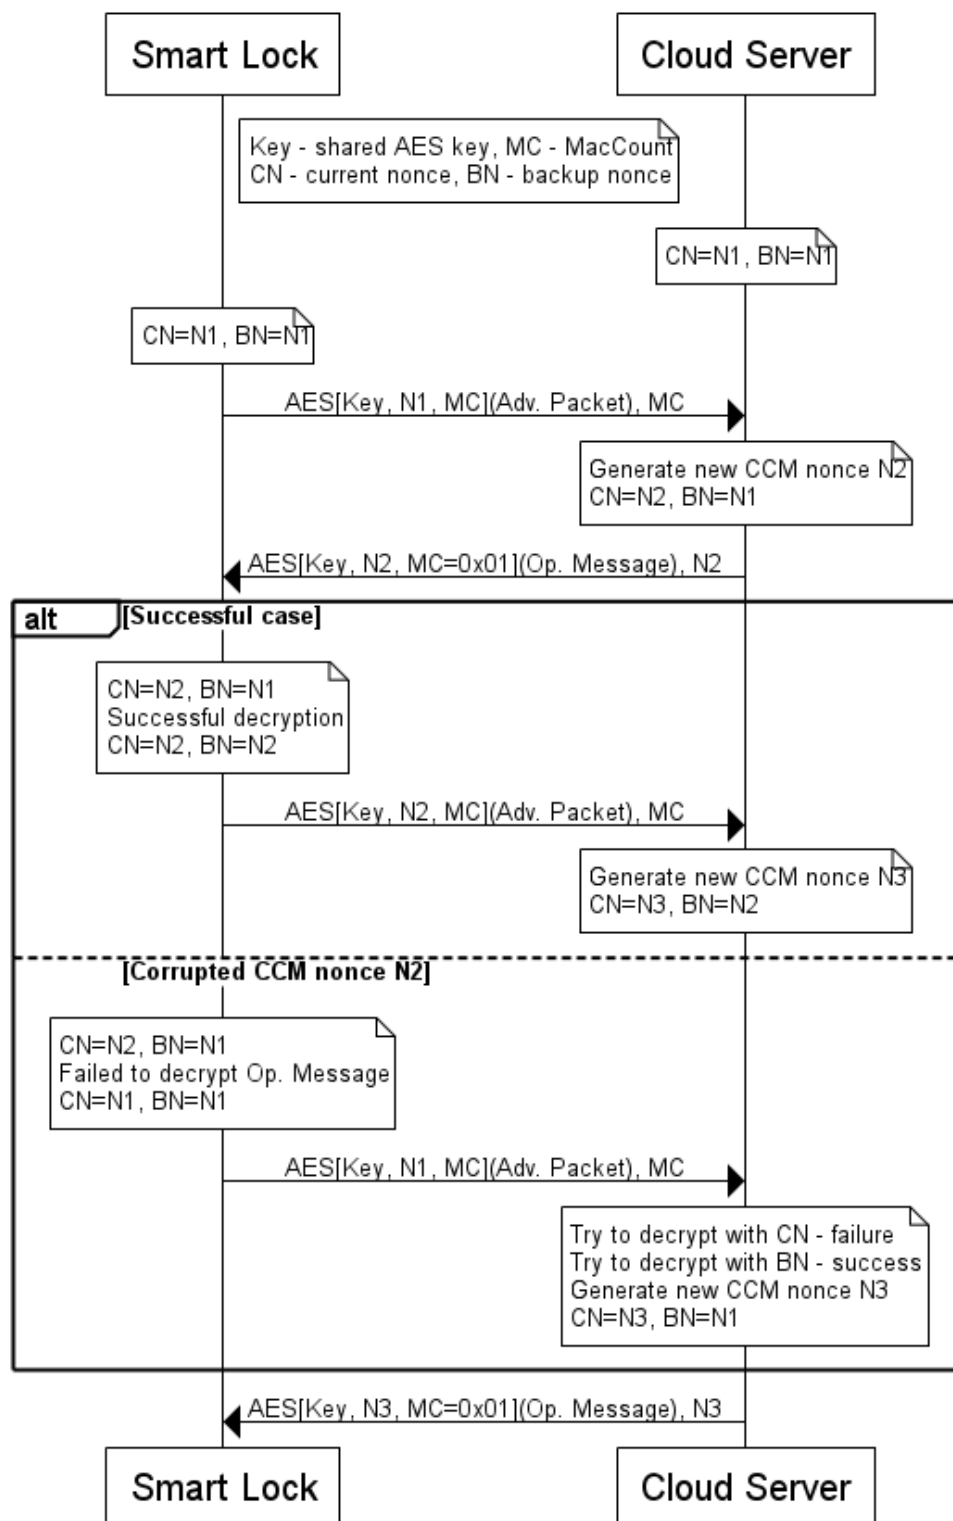 Smart Lock
Cloud Server
Key - shared AES key, MC - MacCount
CN - current nonce, BN - backup nonce
CN=N1, BN=N1
CN=N1, BN=N1
AES[Key, N1, MC](Adv. Packet), MC
Generate new CCM nonce N2
CN=N2, BN=N1
AES[Key, N2, MC=0x01](Op. Message), N2
alt
[Successful case]
CN=N2, BN=N1
Successful decryption
CN=N2, BN=N2
AES[Key, N2, MC](Adv. Packet), MC
Generate new CCM nonce N3
CN=N3, BN=N2
[Corrupted CCM nonce N2]
CN=N2, BN=N1
Failed to decrypt Op. Message
CN=N1, BN=N1
AES[Key, N1, MC](Adv. Packet), MC
Try to decrypt with CN - failure
Try to decrypt with BN - success
Generate new CCM nonce N3
CN=N3, BN=N1
AES[Key, N3, MC=0x01](Op. Message), N3
Smart Lock
Cloud Server